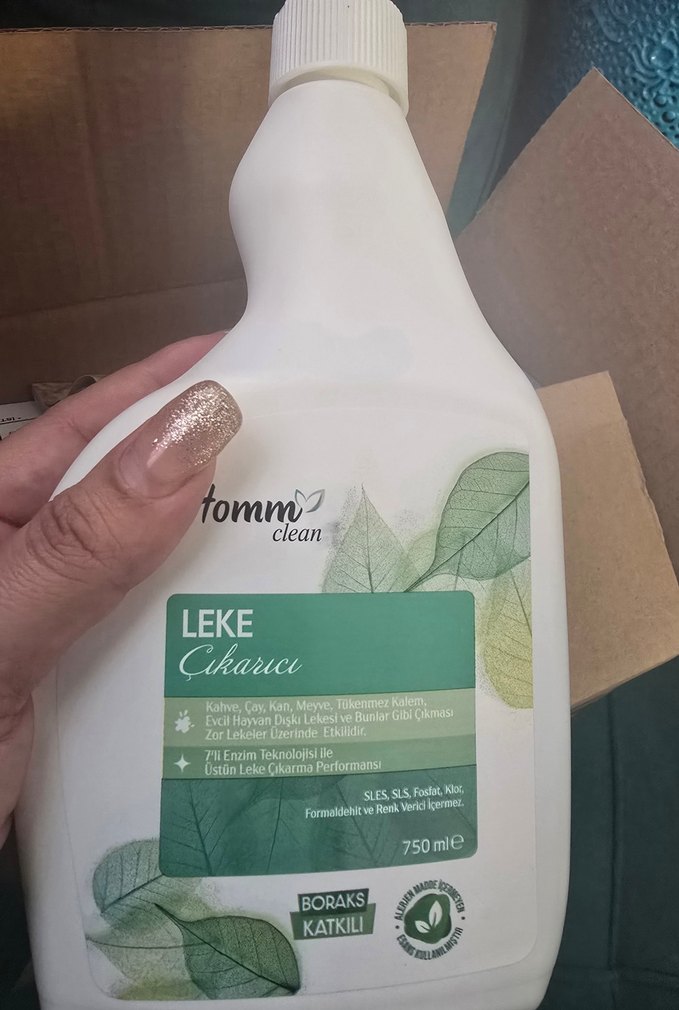 tomm
clean
LEKE
Çıkarıcı
Kahve, Çay, Kan, Meyve, Tükenmez Kalem,
Evcil Hayvan Dışkı Lekesi ve Bunlar Gibi Çıkması
Zor Lekeler Üzerinde Etkilidir.
7'li Enzim Teknolojisi ile
Üstün Leke Çıkarma Performansı
SLES, SLS, Fosfat, Klor,
Formaldehit ve Renk Verici İçermez.
750 ml℮
BORAKS
KATKILI
ALERJEN MADDE İÇERMEYEN
ESANS KULLANILMIŞTIR